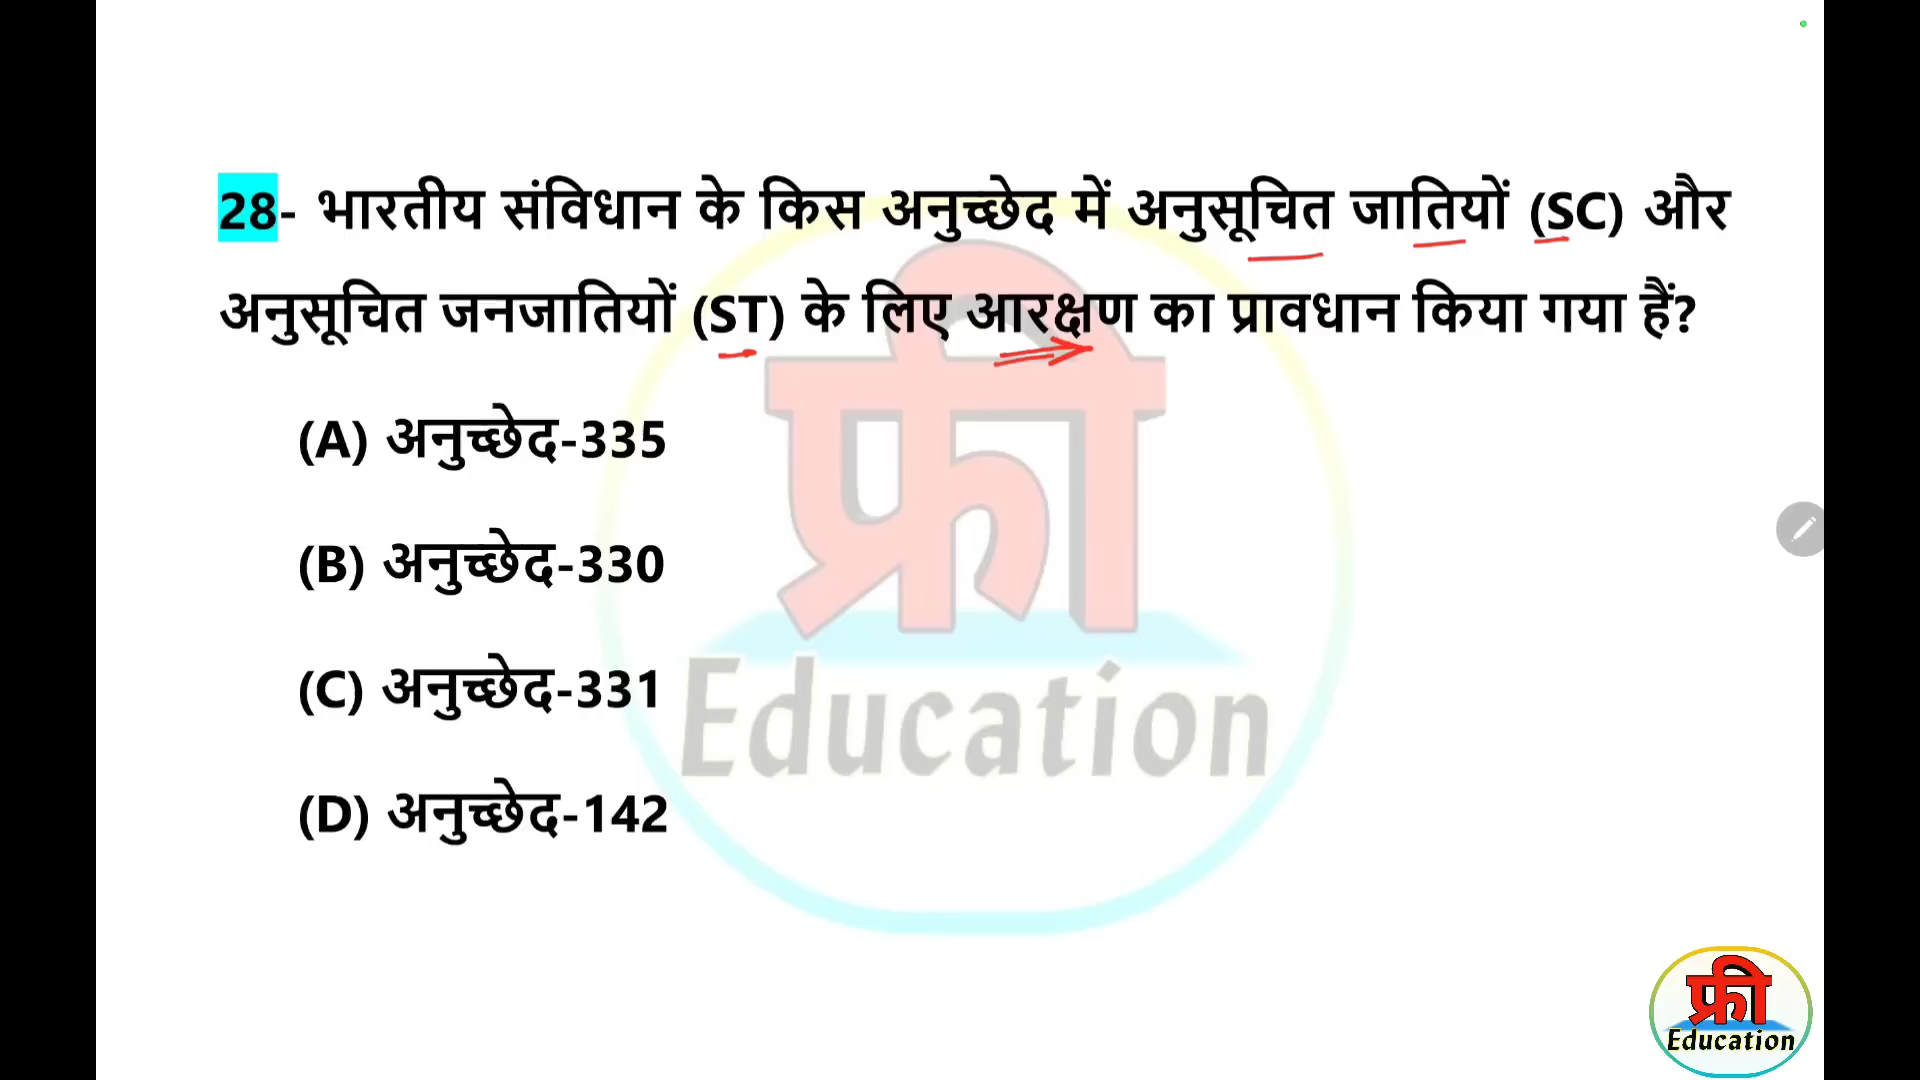 28- भारतीय संविधान के किस अनुच्छेद में अनुसूचित जातियों (SC) और
अनुसूचित जनजातियों (ST) के लिए आरक्षण का प्रावधान किया गया हैं?
(A) अनुच्छेद-335
(B) अनुच्छेद-330
(C) अनुच्छेद-331
(D) अनुच्छेद-142
फ्री
Education
फ्री
Education